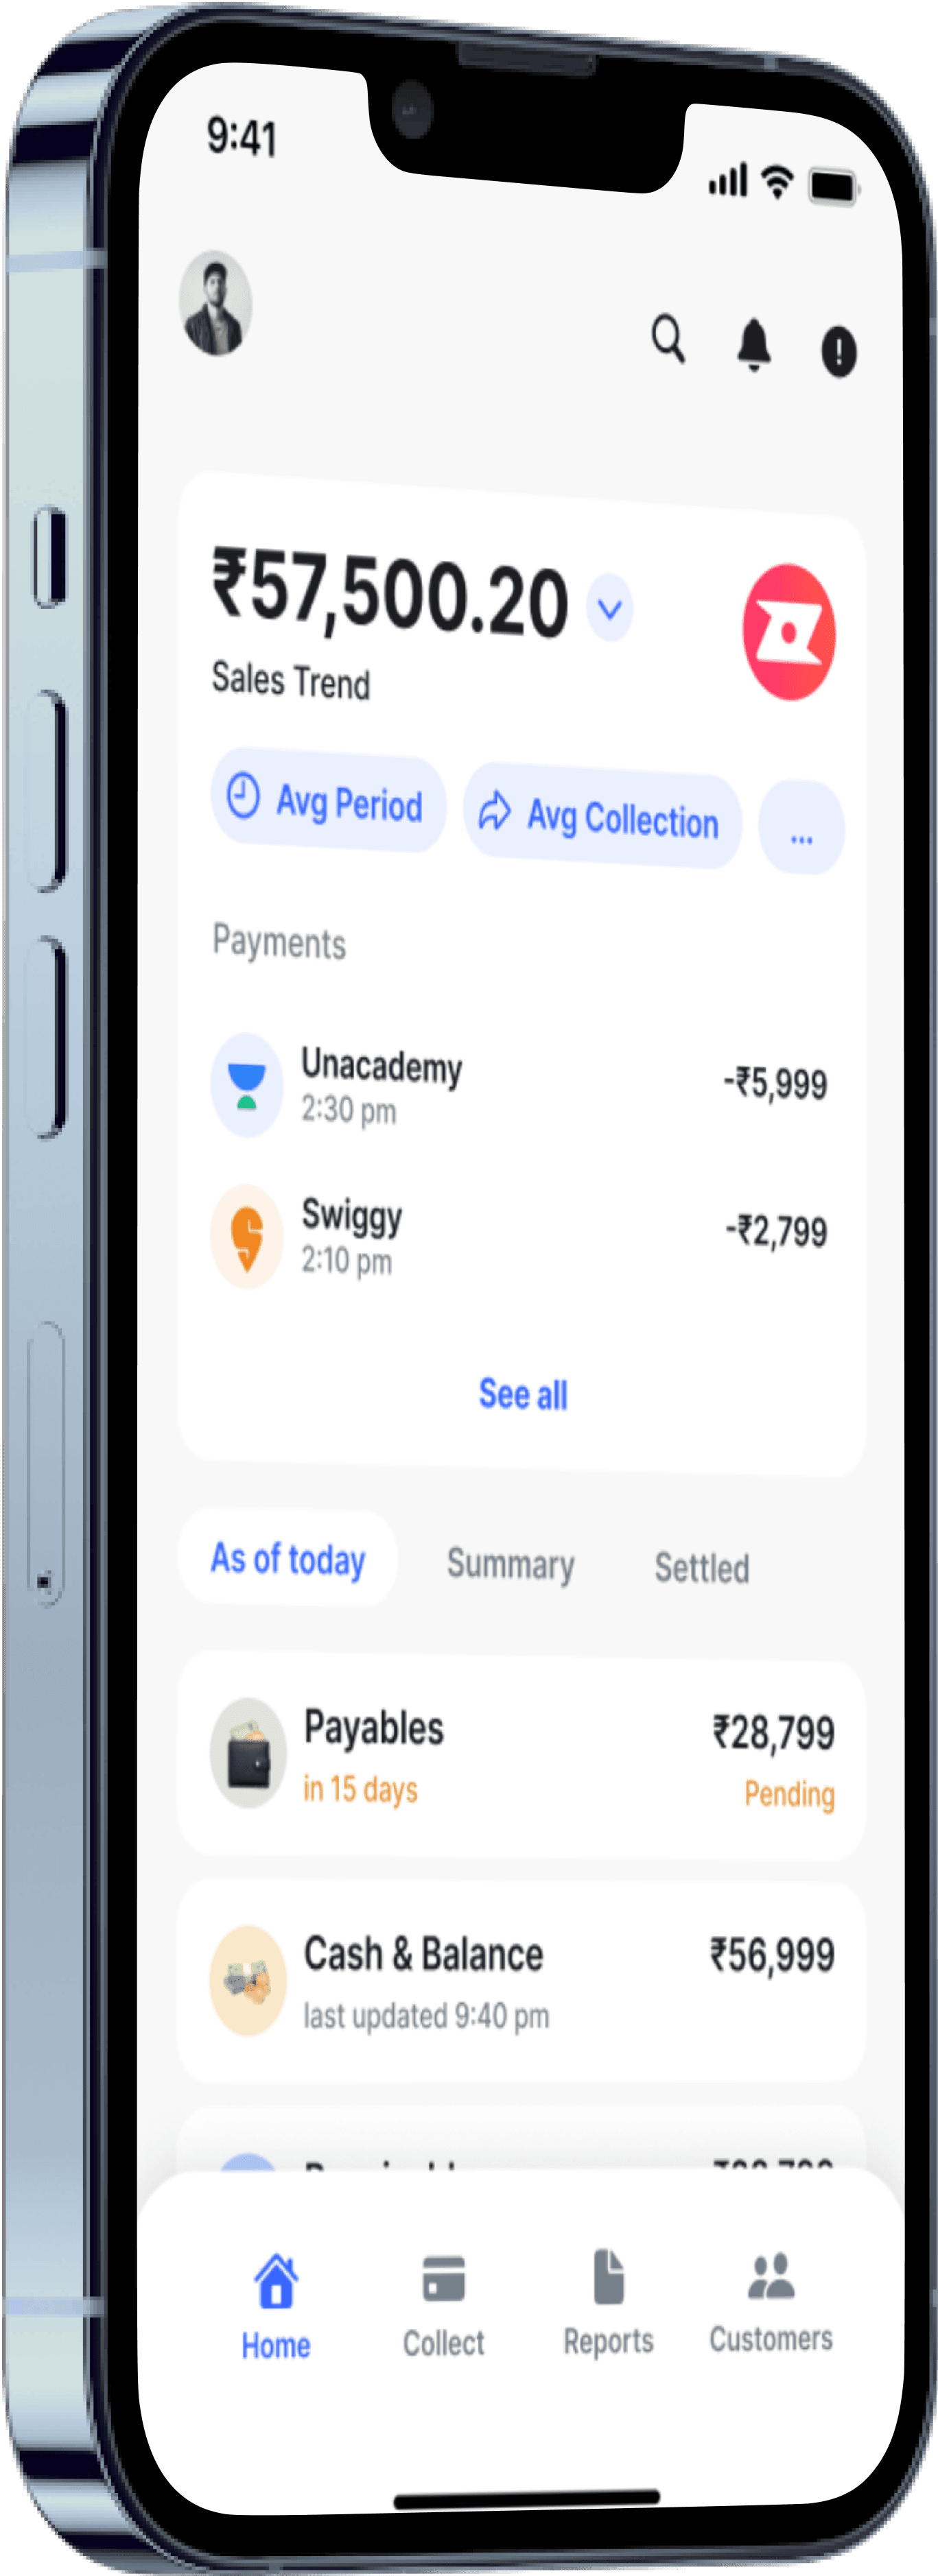 9:41
₹57,500.20
Sales Trend
Avg Period
Avg Collection
...
Payments
Unacademy
-₹5,999
2:30 pm
Swiggy
-₹2,799
2:10 pm
See all
As of today
Summary
Settled
Payables
₹28,799
in 15 days
Pending
Cash & Balance
₹56,999
last updated 9:40 pm
Home
Collect
Reports
Customers